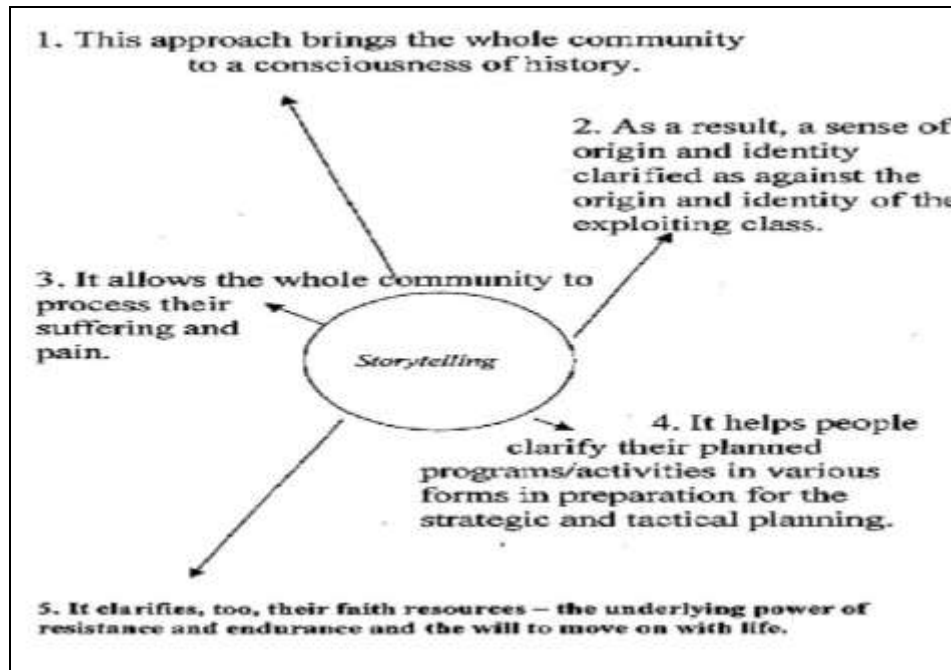 1. This approach brings the whole community
to a consciousness of history.
2. As a result, a sense of
origin and identity
clarified as against the
origin and identity of the
exploiting class.
3. It allows the whole community to
process their
suffering and
pain.
Storytelling
4. It helps people
clarify their planned
programs/activities in various
forms in preparation for the
strategic and tactical planning.
5. It clarifies, too, their faith resources – the underlying power of
resistance and endurance and the will to move on with life.